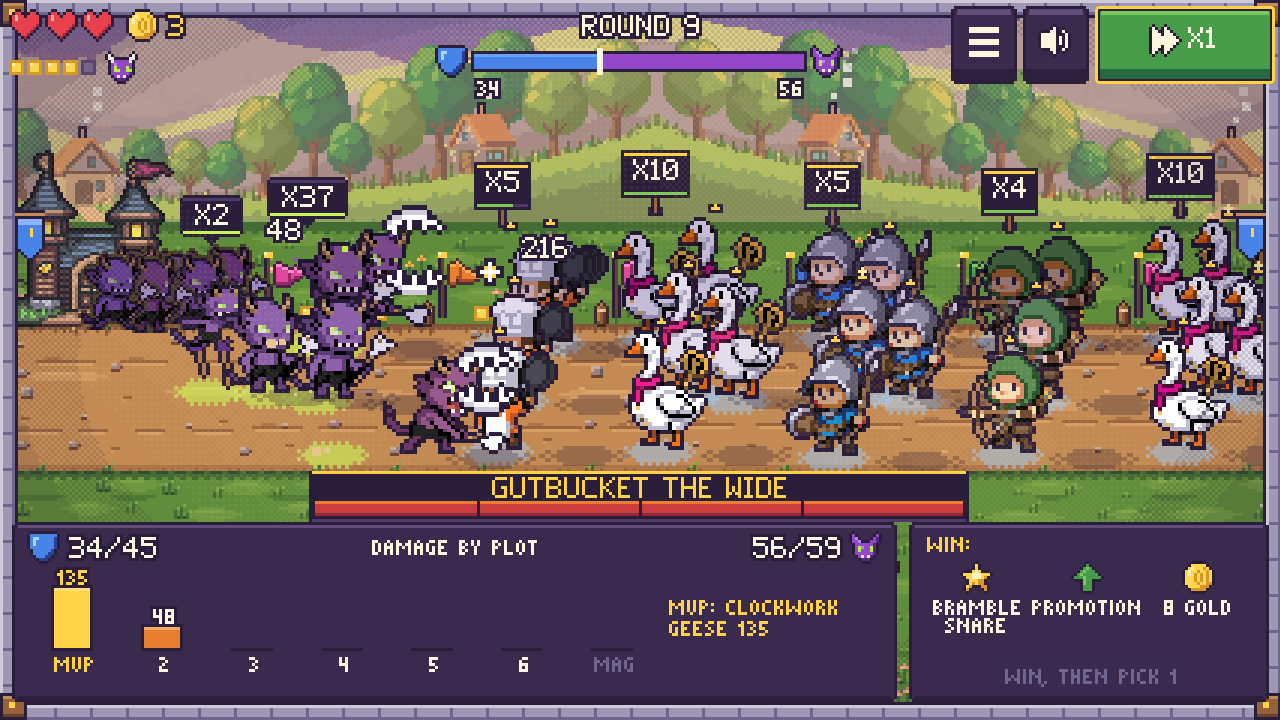 3
ROUND 9
X1
34
56
X2
X37
X5
X10
X5
X4
X10
48
216
GUTBUCKET THE WIDE
34/45
DAMAGE BY PLOT
56/59
135
48
MVP
2
3
4
5
6
MAG
MVP: CLOCKWORK
GEESE 135
WIN:
BRAMBLE
SNARE
PROMOTION
8 GOLD
WIN, THEN PICK 1